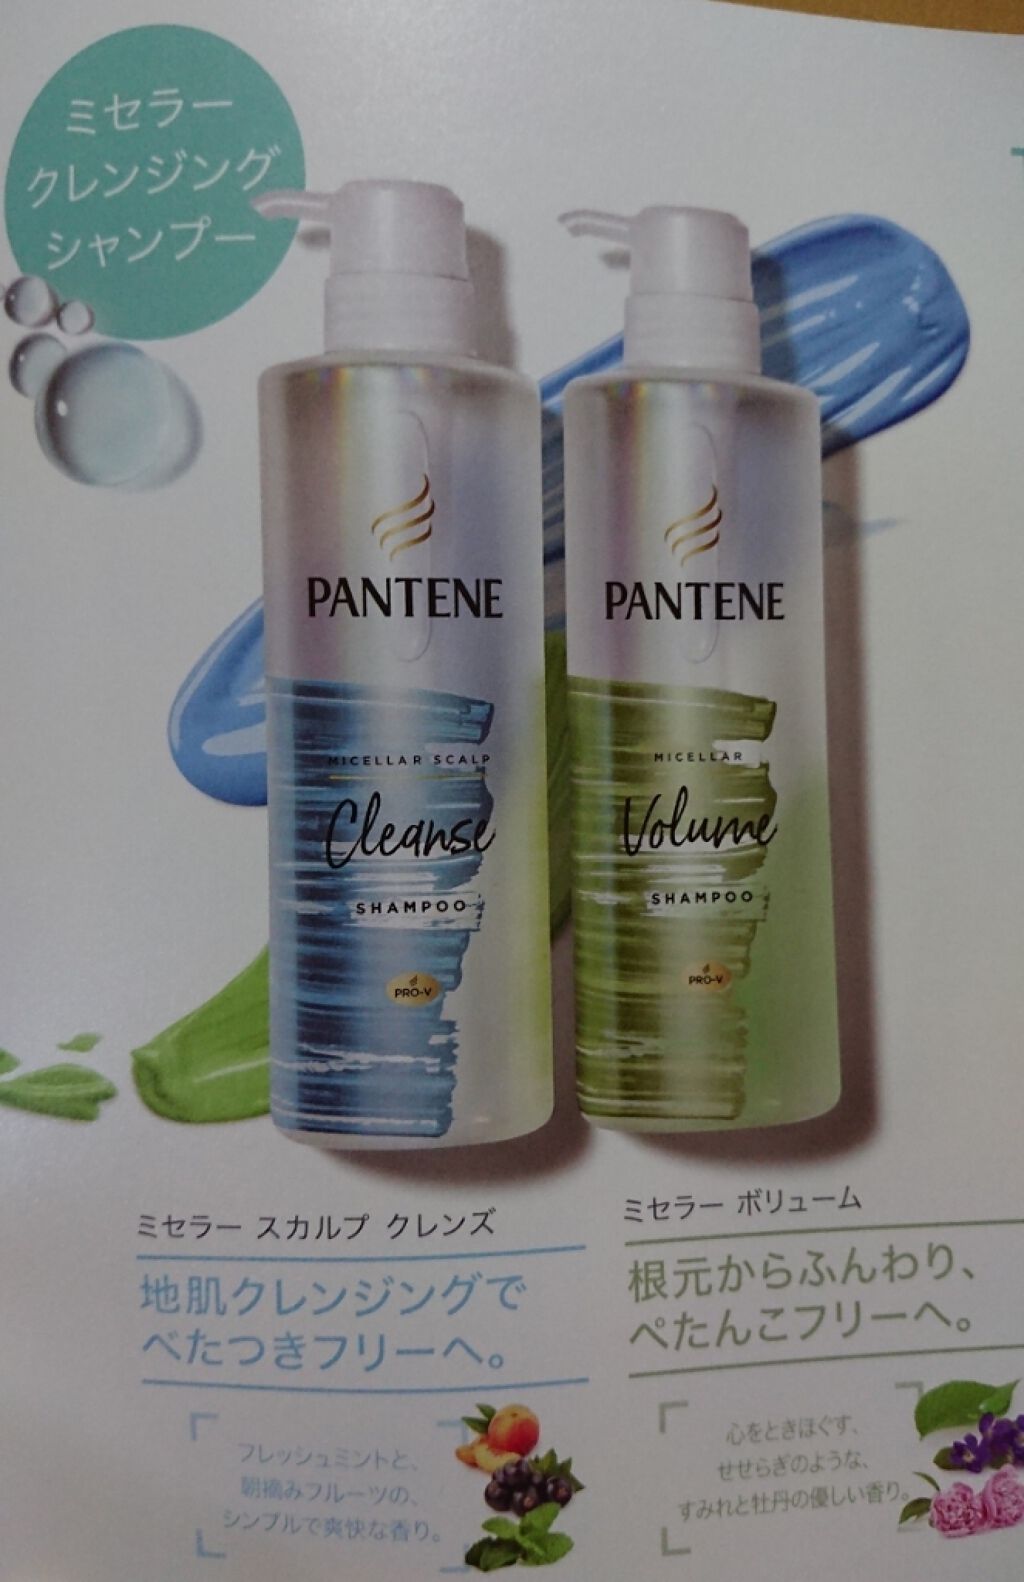 ミセラー
クレンジング
シャンプー
PANTENE
MICELLAR SCALP
Cleanse
SHAMPOO
PRO-V
PANTENE
MICELLAR
Volume
SHAMPOO
PRO-V
ミセラー スカルプ クレンズ
地肌クレンジングで
べたつきフリーへ。
フレッシュミントと、
朝摘みフルーツの、
シンプルで爽快な香り。
ミセラー ボリューム
根元からふんわり、
ぺたんこフリーへ。
心をときほぐす、
せせらぎのような、
すみれと牡丹の優しい香り。